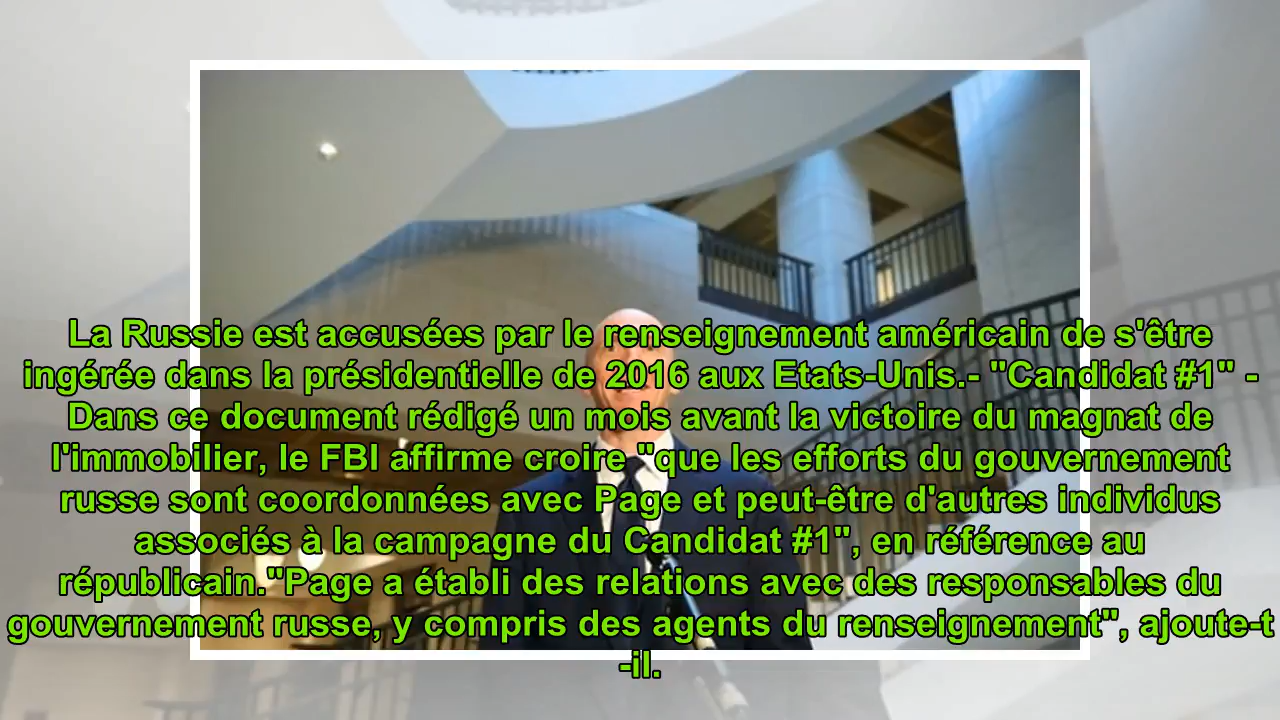 La Russie est accusées par le renseignement américain de s'être
ingérée dans la présidentielle de 2016 aux Etats-Unis.- "Candidat #1" -
Dans ce document rédigé un mois avant la victoire du magnat de
l'immobilier, le FBI affirme croire "que les efforts du gouvernement
russe sont coordonnées avec Page et peut-être d'autres individus
associés à la campagne du Candidat #1", en référence au
républicain."Page a établi des relations avec des responsables du
gouvernement russe, y compris des agents du renseignement", ajoute-t
-il.